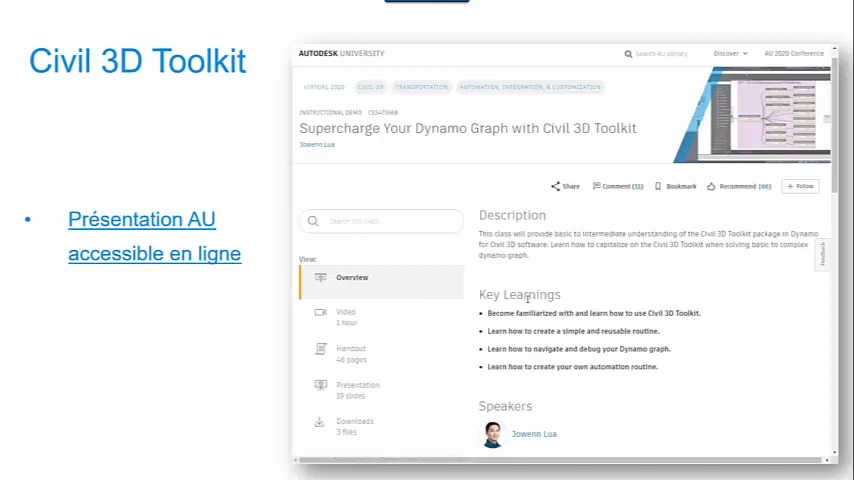 Civil 3D Toolkit
• Présentation AU
accessible en ligne
AUTODESK UNIVERSITY
Search AU Library
Discover
AU 2020 Conference
VIRTUAL 2020
CIVIL 3D
TRANSPORTATION
AUTOMATION, INTEGRATION, & CUSTOMIZATION
INSTRUCTIONAL DEMO
Supercharge Your Dynamo Graph with Civil 3D Toolkit
Jowenn Lua
Share
Comment (11)
Bookmark
Recommend (66)
+ Follow
Search this class
View:
Overview
Video
1 hour
Handout
46 pages
Presentation
19 slides
Downloads
3 files
Description
This class will provide basic to intermediate understanding of the Civil 3D Toolkit package in Dynamo
for Civil 3D software. Learn how to capitalize on the Civil 3D Toolkit when solving basic to complex
dynamo graph.
Key Learnings
• Become familiarized with and learn how to use Civil 3D Toolkit.
• Learn how to create a simple and reusable routine.
• Learn how to navigate and debug your Dynamo graph.
• Learn how to create your own automation routine.
Speakers
Jowenn Lua
Feedback